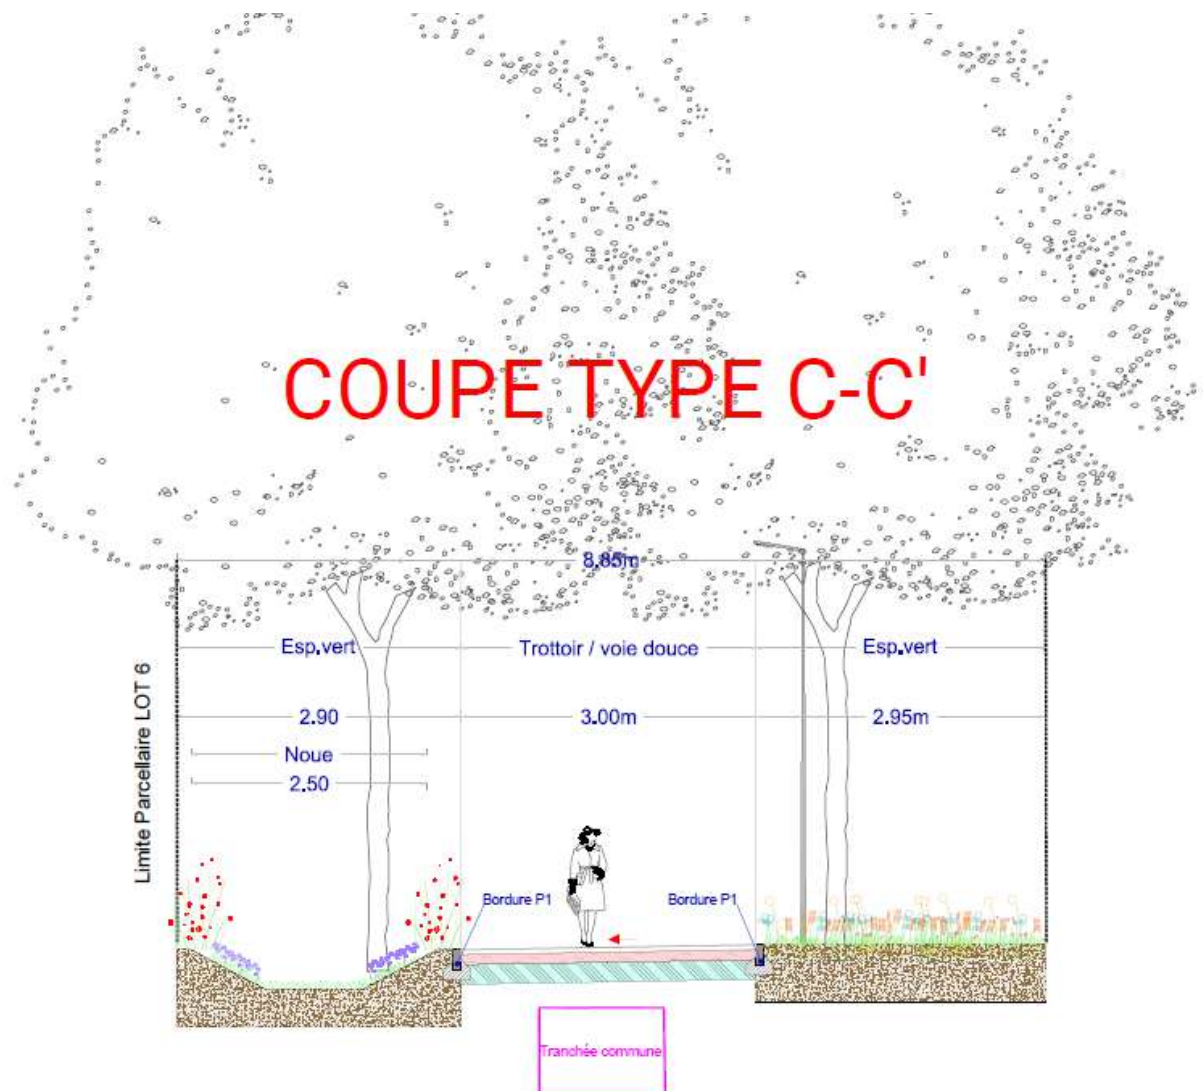 COUPE TYPE C-C'
8.85m
Esp.vert
Trottoir / voie douce
Esp.vert
2.90
3.00m
2.95m
Noue
2.50
Limite Parcellaire LOT 6
Bordure P1
Bordure P1
Tranchée commune